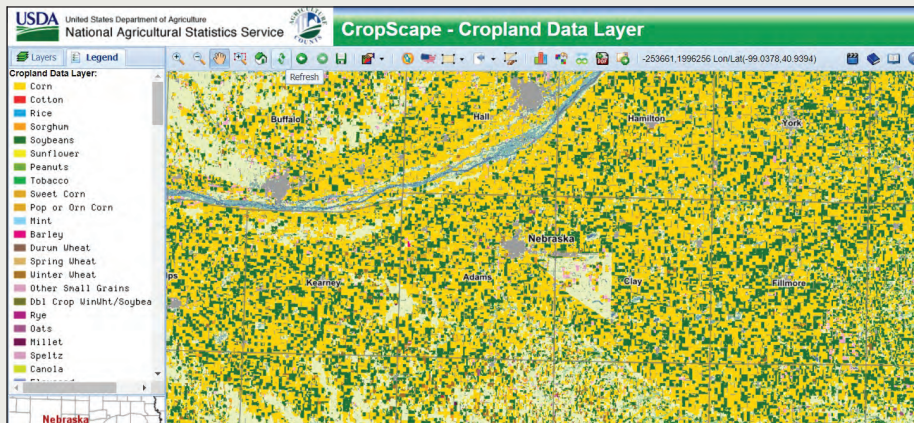 USDA United States Department of Agriculture
National Agricultural Statistics Service
AGRICULTURE COUNTS
CropScape - Cropland Data Layer
Layers Legend
-253661,1996256 Lon/Lat(-99.0378,40.9394)
Refresh
Cropland Data Layer:
Corn
Cotton
Rice
Sorghum
Soybeans
Sunflower
Peanuts
Tobacco
Sweet Corn
Pop or Orn Corn
Mint
Barley
Durum Wheat
Spring Wheat
Winter Wheat
Other Small Grains
Dbl Crop WinWht/Soybea
Rye
Oats
Millet
Speltz
Canola
Buffalo
Hall
Hamilton
York
Nebraska
ps
Kearney
Adams
Clay
Fillmore
Nebraska